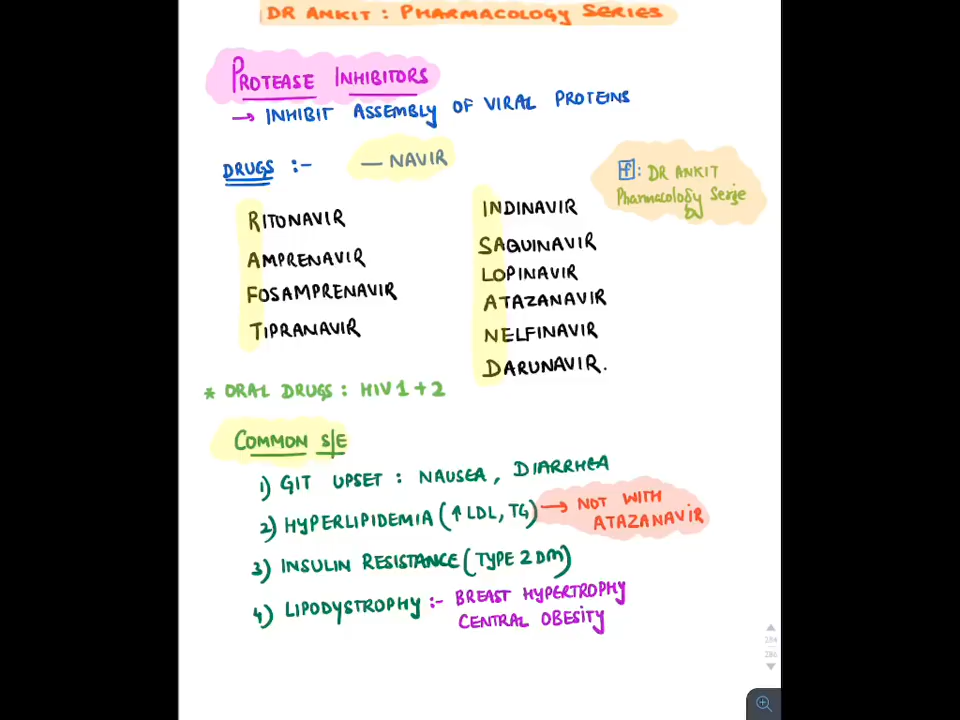 DR ANKIT : PHARMACOLOGY SERIES
PROTEASE INHIBITORS
→ INHIBIT ASSEMBLY OF VIRAL PROTEINS
DRUGS :- — NAVIR
f : DR ANKIT
Pharmacology Serie
RITONAVIR
AMPRENAVIR
FOSAMPRENAVIR
TIPRANAVIR
INDINAVIR
SAQUINAVIR
LOPINAVIR
ATAZANAVIR
NELFINAVIR
DARUNAVIR.
* ORAL DRUGS : HIV 1 + 2
COMMON S/E
1) GIT UPSET : NAUSEA, DIARRHEA
2) HYPERLIPIDEMIA (↑ LDL, TG) → NOT WITH
ATAZANAVIR
3) INSULIN RESISTANCE (TYPE 2 DM)
4) LIPODYSTROPHY :- BREAST HYPERTROPHY
CENTRAL OBESITY
286